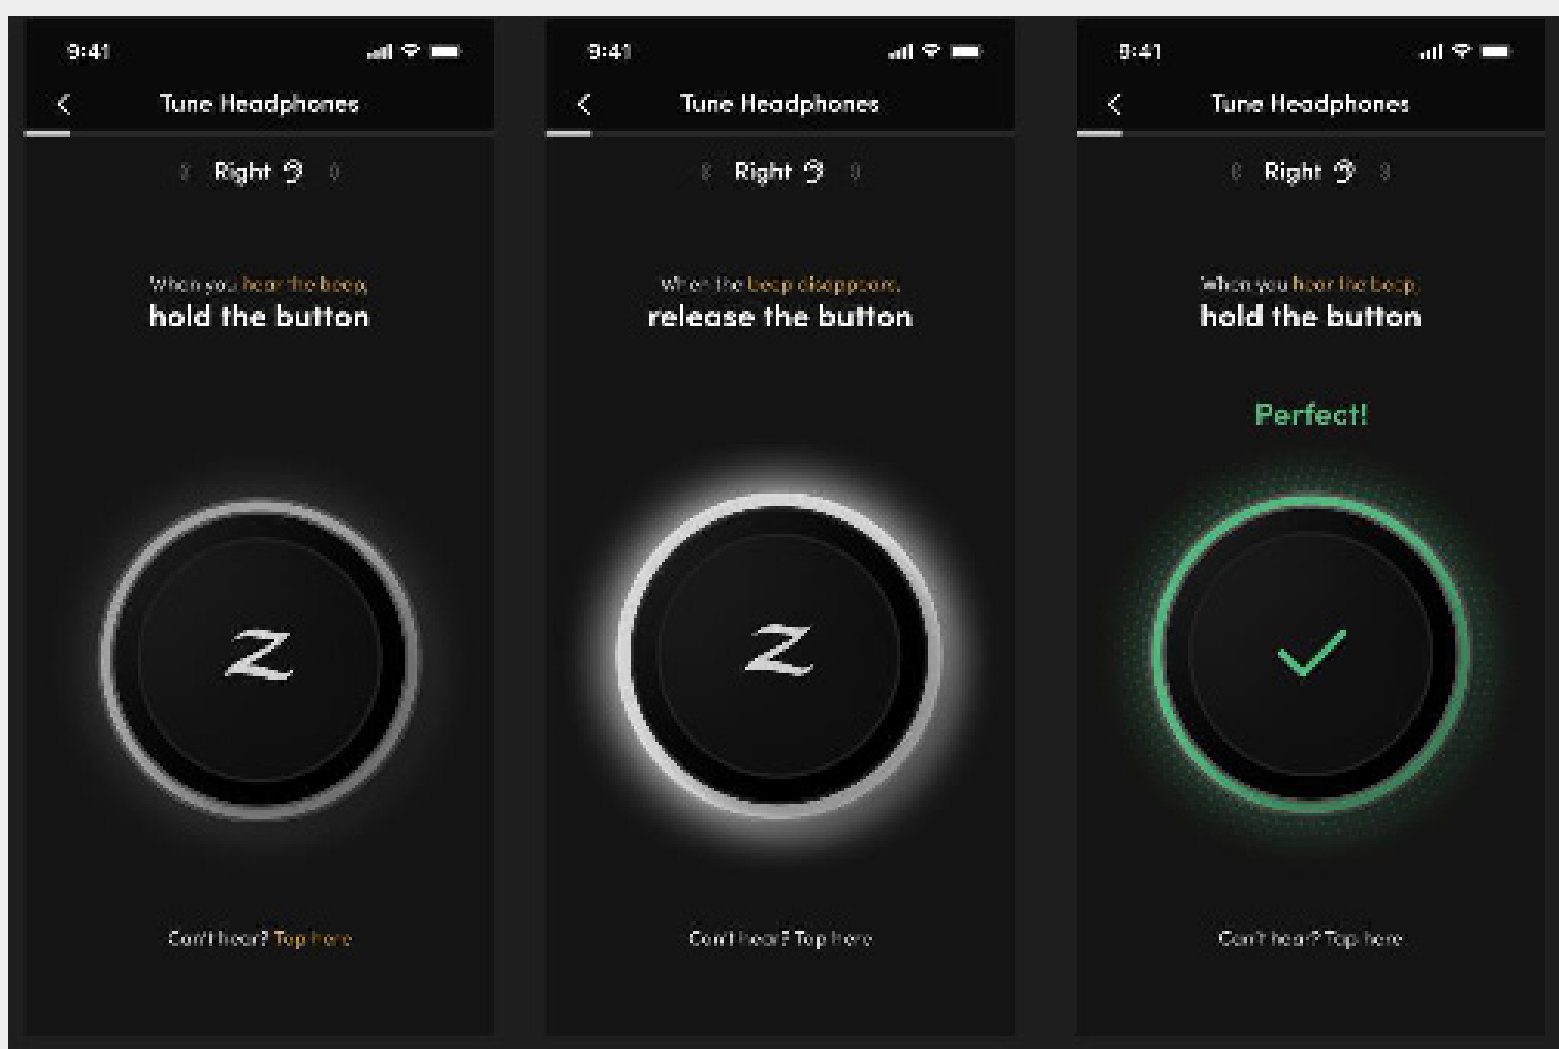 9:41
Tune Headphones
Right
When you hear the beep,
hold the button
Z
Can't hear? Tap here
9:41
Tune Headphones
Right
When the beep disappears,
release the button
Z
Can't hear? Tap here
9:41
Tune Headphones
Right
When you hear the beep,
hold the button
Perfect!
Can't hear? Tap here